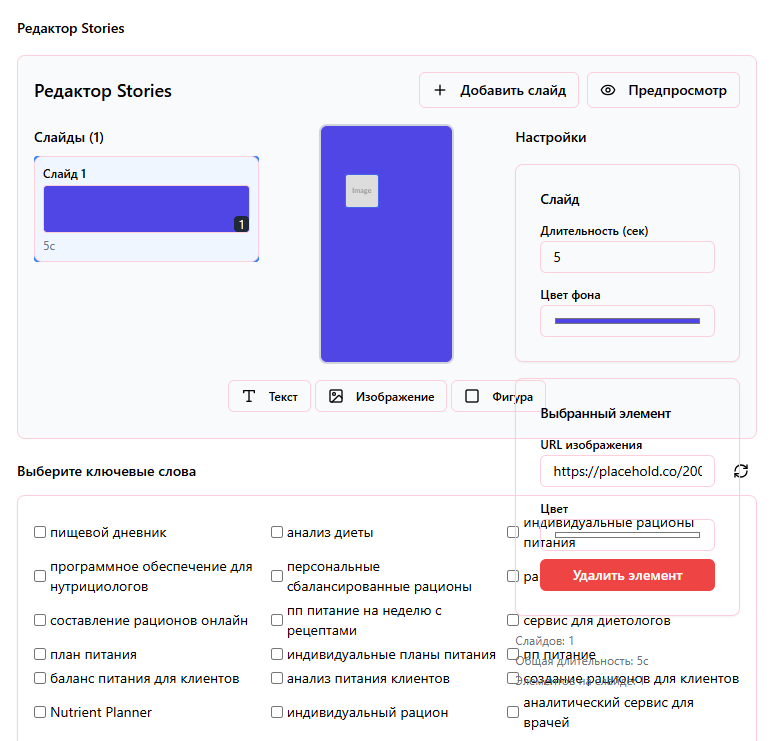 Редактор Stories
Редактор Stories
Добавить слайд
Предпросмотр
Слайды (1)
Слайд 1
1
5с
Image
Настройки
Слайд
Длительность (сек)
5
Цвет фона
Текст
Изображение
Фигура
Выбранный элемент
URL изображения
https://placehold.co/200
Цвет
Удалить элемент
Слайдов: 1
Общая длительность: 5с
Элементов на слайде: 1
Выберите ключевые слова
пищевой дневник
анализ диеты
индивидуальные рационы
питания
программное обеспечение для
нутрициологов
персональные
сбалансированные рационы
ра
составление рационов онлайн
пп питание на неделю с
рецептами
сервис для диетологов
план питания
индивидуальные планы питания
пп питание
баланс питания для клиентов
анализ питания клиентов
создание рационов для клиентов
Nutrient Planner
индивидуальный рацион
аналитический сервис для
врачей